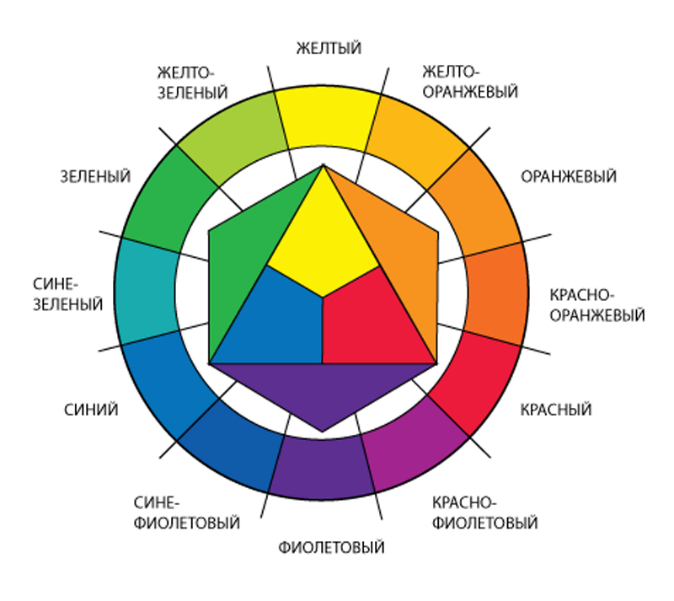 ЖЕЛТЫЙ
ЖЕЛТО-
ОРАНЖЕВЫЙ
ОРАНЖЕВЫЙ
КРАСНО-
ОРАНЖЕВЫЙ
КРАСНЫЙ
КРАСНО-
ФИОЛЕТОВЫЙ
ФИОЛЕТОВЫЙ
СИНЕ-
ФИОЛЕТОВЫЙ
СИНИЙ
СИНЕ-
ЗЕЛЕНЫЙ
ЗЕЛЕНЫЙ
ЖЕЛТО-
ЗЕЛЕНЫЙ